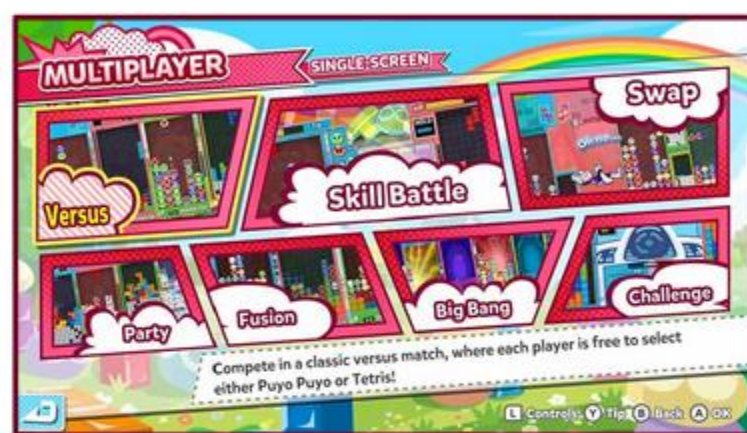 MULTIPLAYER
SINGLE-SCREEN
Versus
Skill Battle
Swap
Party
Fusion
Big Bang
Challenge
Compete in a classic versus match, where each player is free to select
either Puyo Puyo or Tetris!
L Controls Y Tip B Back A OK